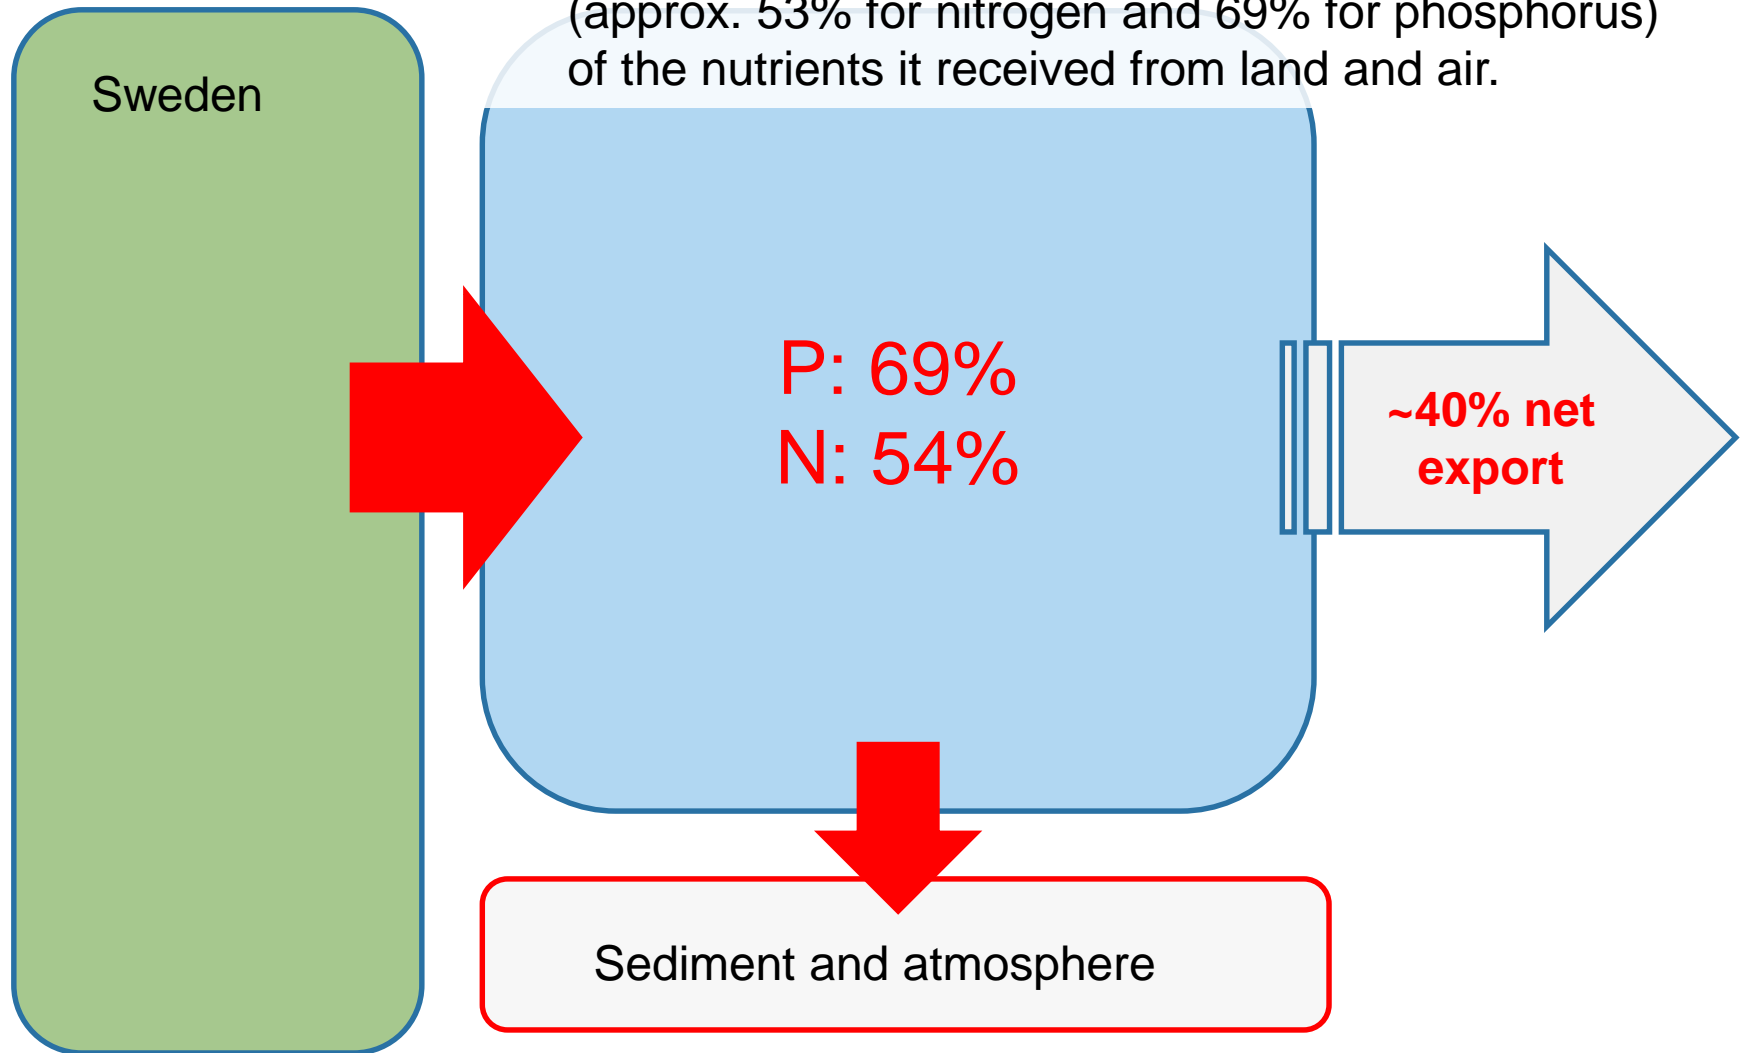 (approx. 53% for nitrogen and 69% for phosphorus)
of the nutrients it received from land and air.
Sweden
P: 69%
N: 54%
~40% net
export
Sediment and atmosphere